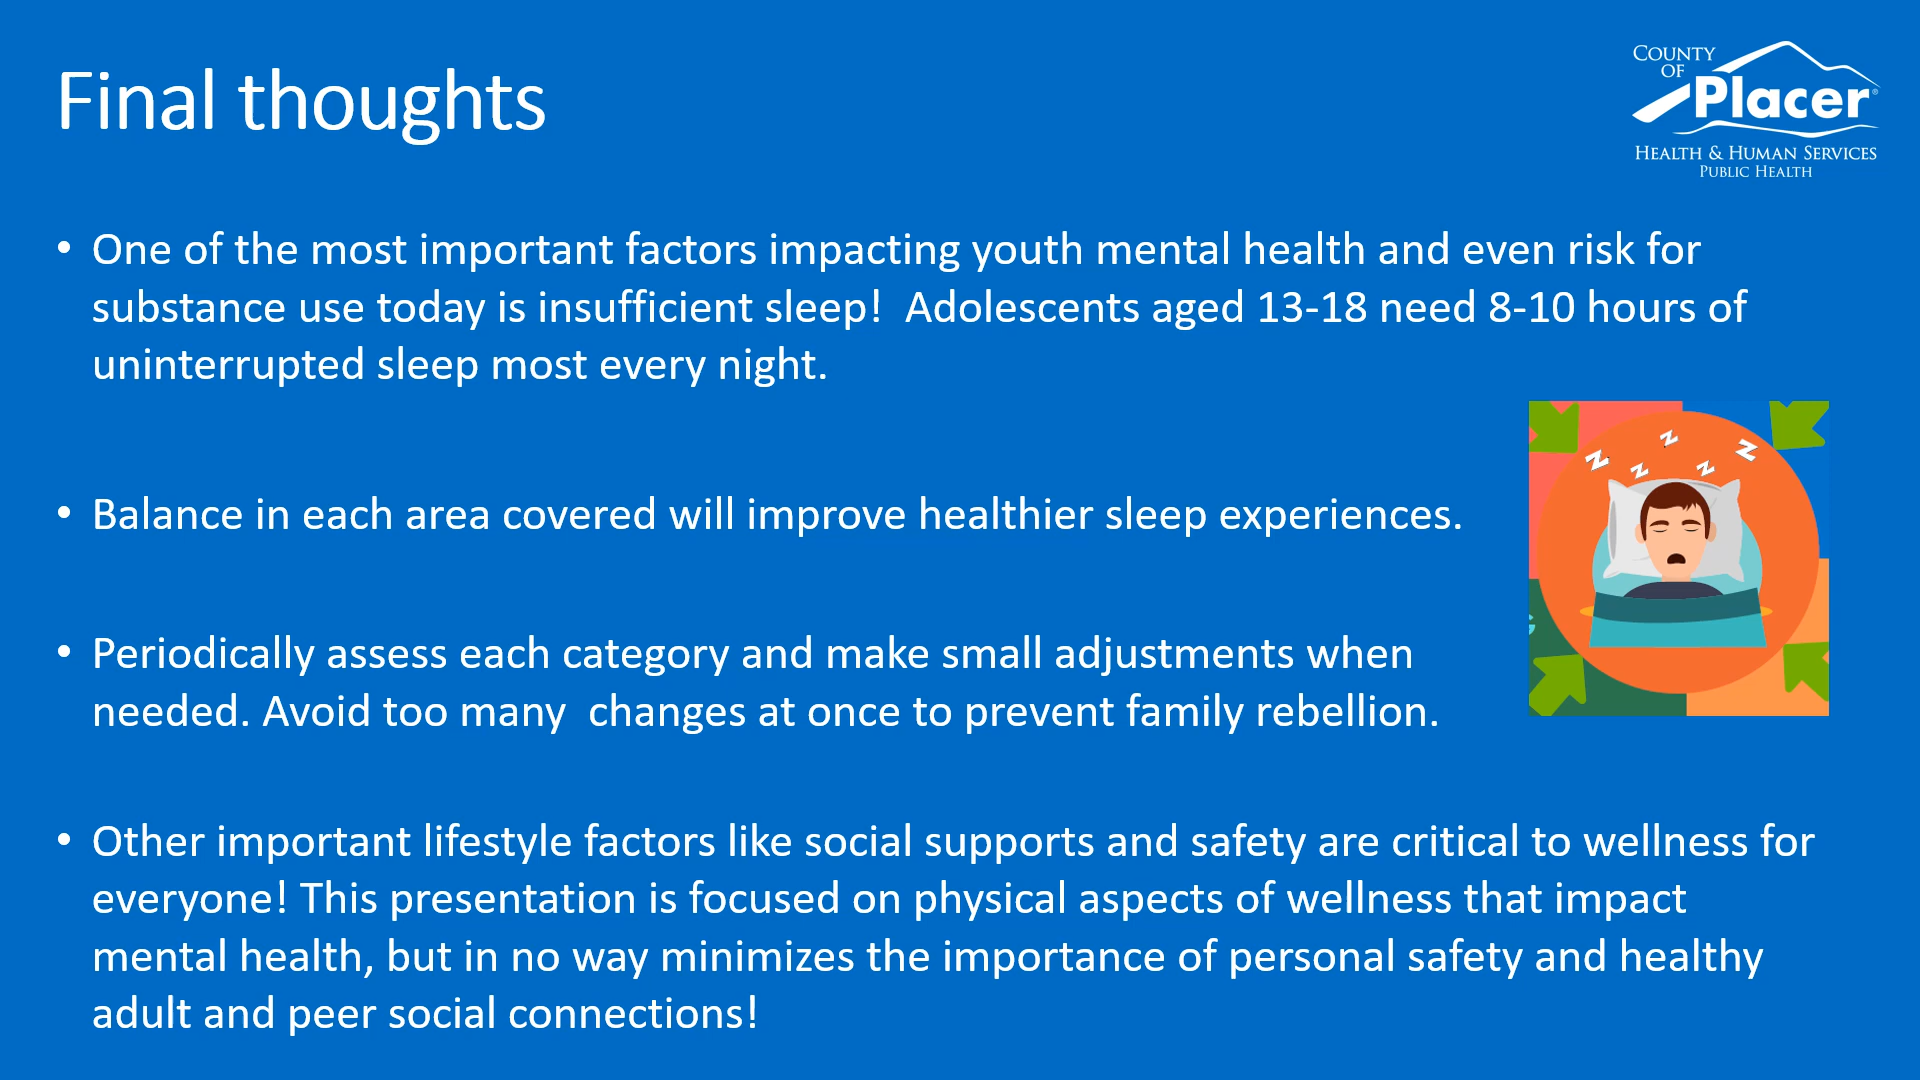 Final thoughts
COUNTY
OF
Placer®
HEALTH & HUMAN SERVICES
PUBLIC HEALTH
• One of the most important factors impacting youth mental health and even risk for
substance use today is insufficient sleep!  Adolescents aged 13-18 need 8-10 hours of
uninterrupted sleep most every night.
z z z z z
• Balance in each area covered will improve healthier sleep experiences.
• Periodically assess each category and make small adjustments when
needed. Avoid too many  changes at once to prevent family rebellion.
• Other important lifestyle factors like social supports and safety are critical to wellness for
everyone! This presentation is focused on physical aspects of wellness that impact
mental health, but in no way minimizes the importance of personal safety and healthy
adult and peer social connections!